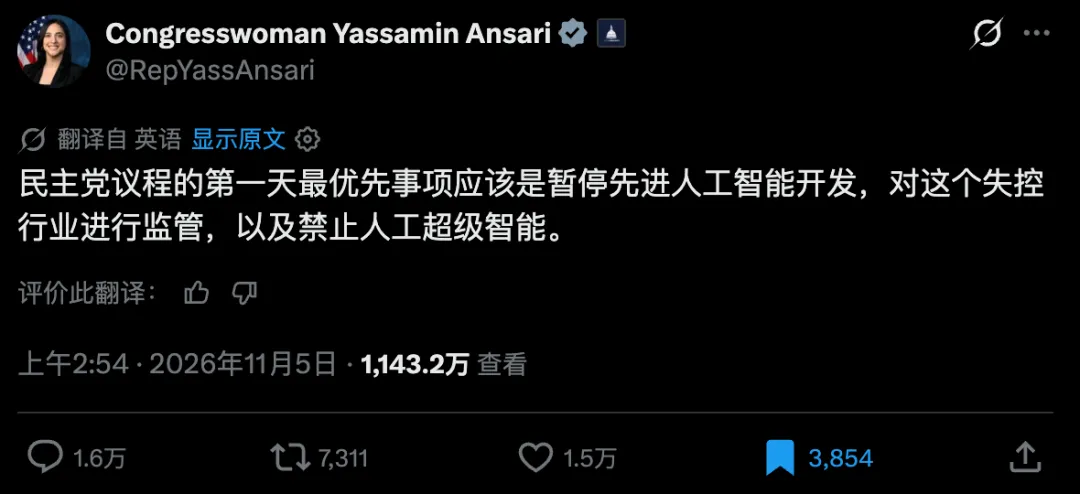 Congresswoman Yassamin Ansari
@RepYassAnsari
翻译自 英语 显示原文
民主党议程的第一天最优先事项应该是暂停先进人工智能开发，对这个失控
行业进行监管，以及禁止人工超级智能。
评价此翻译：
上午2:54 · 2026年11月5日 · 1,143.2万 查看
1.6万 7,311 1.5万 3,854